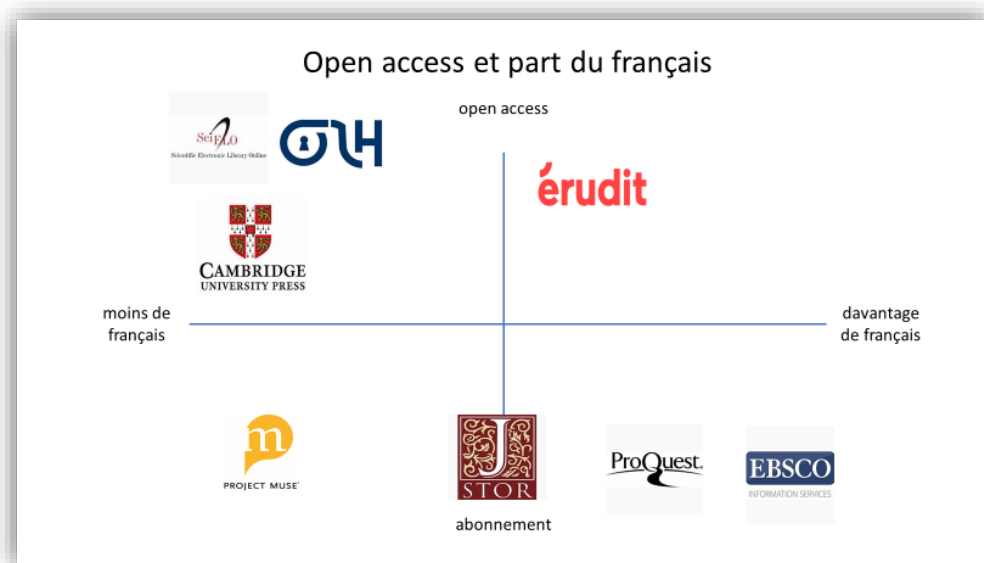 Open access et part du français
open access
SciELO
Scientific Electronic Library Online
OLH
érudit
CAMBRIDGE
UNIVERSITY PRESS
moins de
français
davantage
de français
m
PROJECT MUSE®
J
STOR
ProQuest.
EBSCO
INFORMATION SERVICES
abonnement